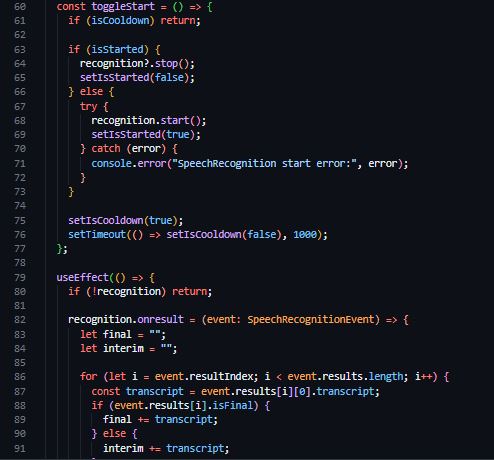 60 const toggleStart = () => {
61 if (isCooldown) return;
62
63 if (isStarted) {
64 recognition?.stop();
65 setIsStarted(false);
66 } else {
67 try {
68 recognition.start();
69 setIsStarted(true);
70 } catch (error) {
71 console.error("SpeechRecognition start error:", error);
72 }
73 }
74
75 setIsCooldown(true);
76 setTimeout(() => setIsCooldown(false), 1000);
77 };
78
79 useEffect(() => {
80 if (!recognition) return;
81
82 recognition.onresult = (event: SpeechRecognitionEvent) => {
83 let final = "";
84 let interim = "";
85
86 for (let i = event.resultIndex; i < event.results.length; i++) {
87 const transcript = event.results[i][0].transcript;
88 if (event.results[i].isFinal) {
89 final += transcript;
90 } else {
91 interim += transcript;